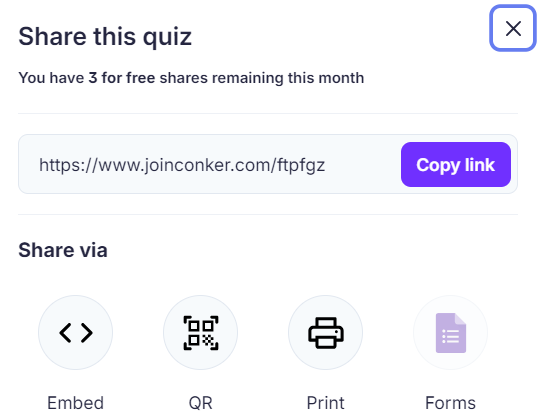 Share this quiz
You have 3 for free shares remaining this month
https://www.joinconker.com/ftpfgz
Copy link
Share via
Embed
QR
Print
Forms